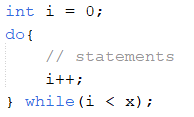 int i = 0;
do{
// statements
i++;
} while(i < x);